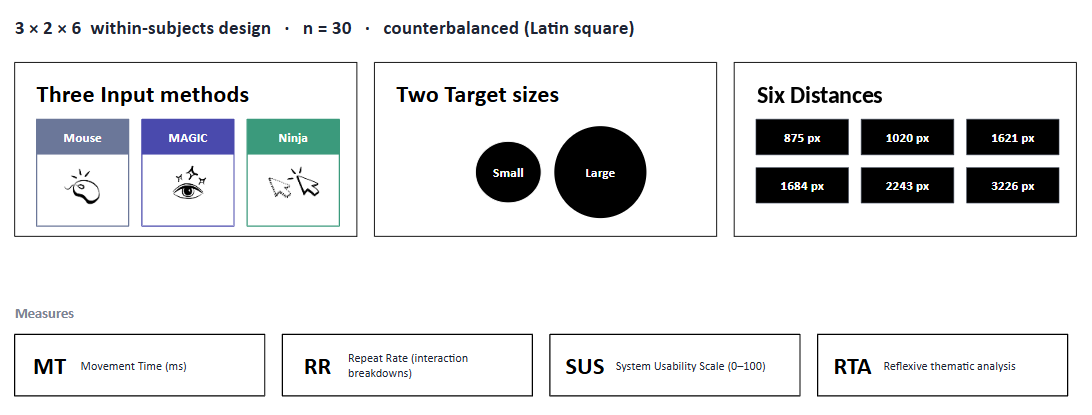 3 × 2 × 6 within-subjects design · n = 30 · counterbalanced (Latin square)
Three Input methods
Mouse
MAGIC
Ninja
Two Target sizes
Small
Large
Six Distances
875 px
1020 px
1621 px
1684 px
2243 px
3226 px
Measures
MT
Movement Time (ms)
RR
Repeat Rate (interaction
breakdowns)
SUS
System Usability Scale (0–100)
RTA
Reflexive thematic analysis